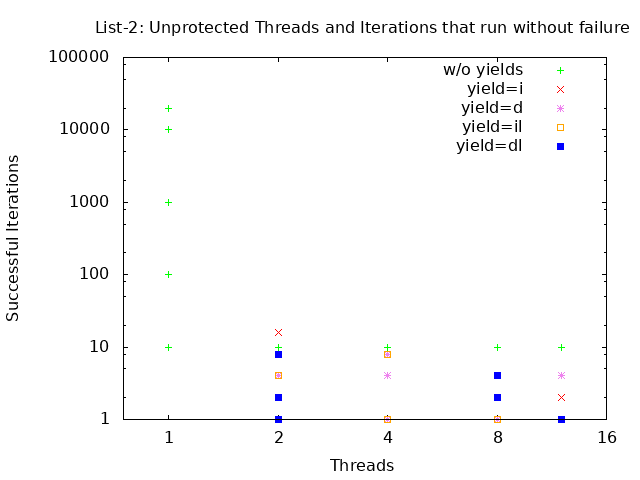 List-2: Unprotected Threads and Iterations that run without failure
100000
10000
1000
100
10
1
Successful Iterations
w/o yields
yield=i
yield=d
yield=il
yield=dl
1 2 4 8 16
Threads